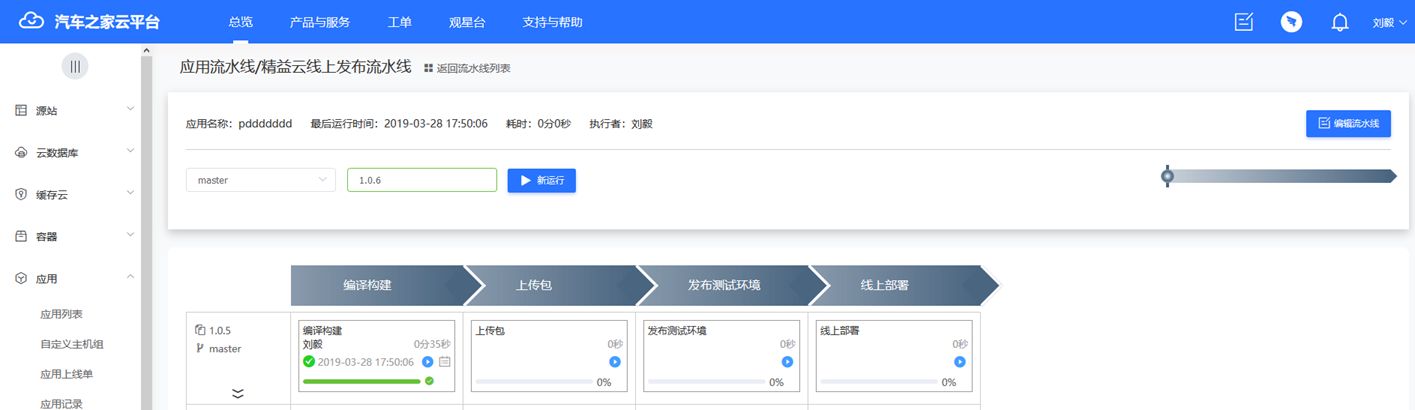 汽车之家云平台 总览 产品与服务 工单 观星台 支持与帮助 刘毅
应用流水线/精益云线上发布流水线 返回流水线列表
源站
云数据库
缓存云
容器
应用
应用列表
自定义主机组
应用上线单
应用记录
应用名称：pdddddddd 最后运行时间：2019-03-28 17:50:06 耗时：0分0秒 执行者：刘毅
编辑流水线
master 1.0.6 新运行
编译构建 上传包 发布测试环境 线上部署
1.0.5
master
编译构建
刘毅 0分35秒
2019-03-28 17:50:06
上传包
0秒
0%
发布测试环境
0秒
0%
线上部署
0秒
0%